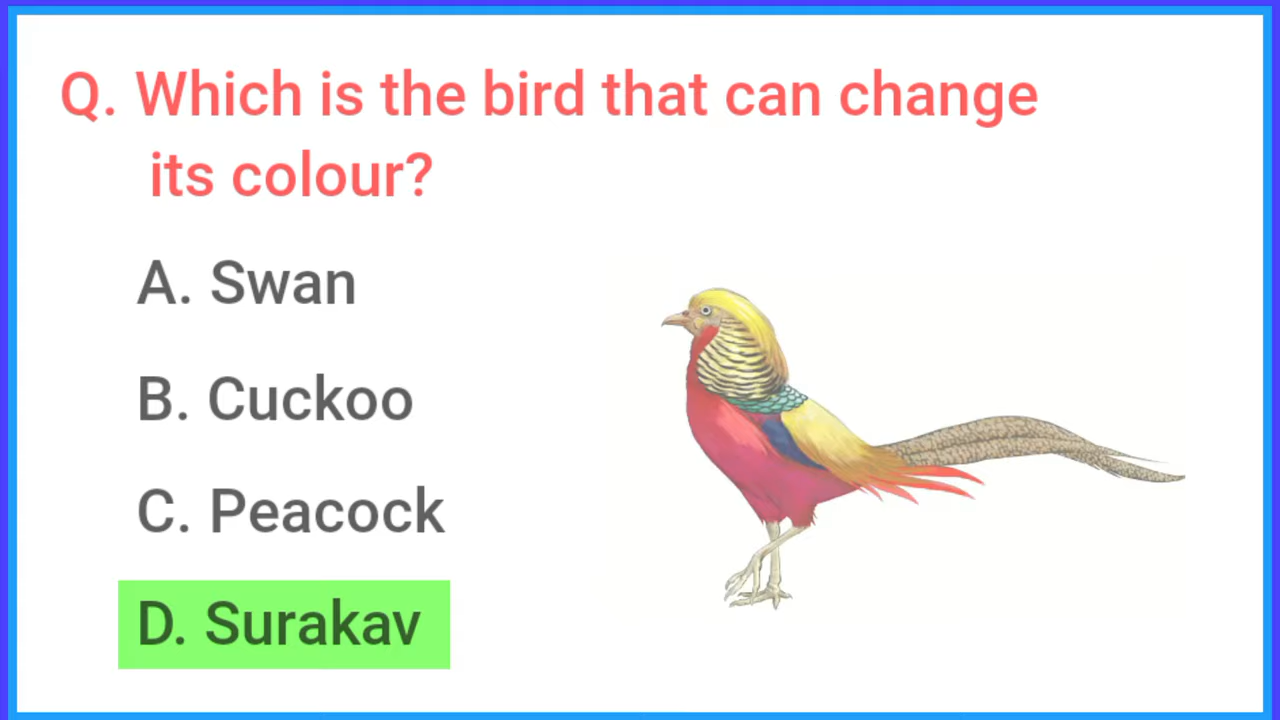 Q. Which is the bird that can change
its colour?
A. Swan
B. Cuckoo
C. Peacock
D. Surakav